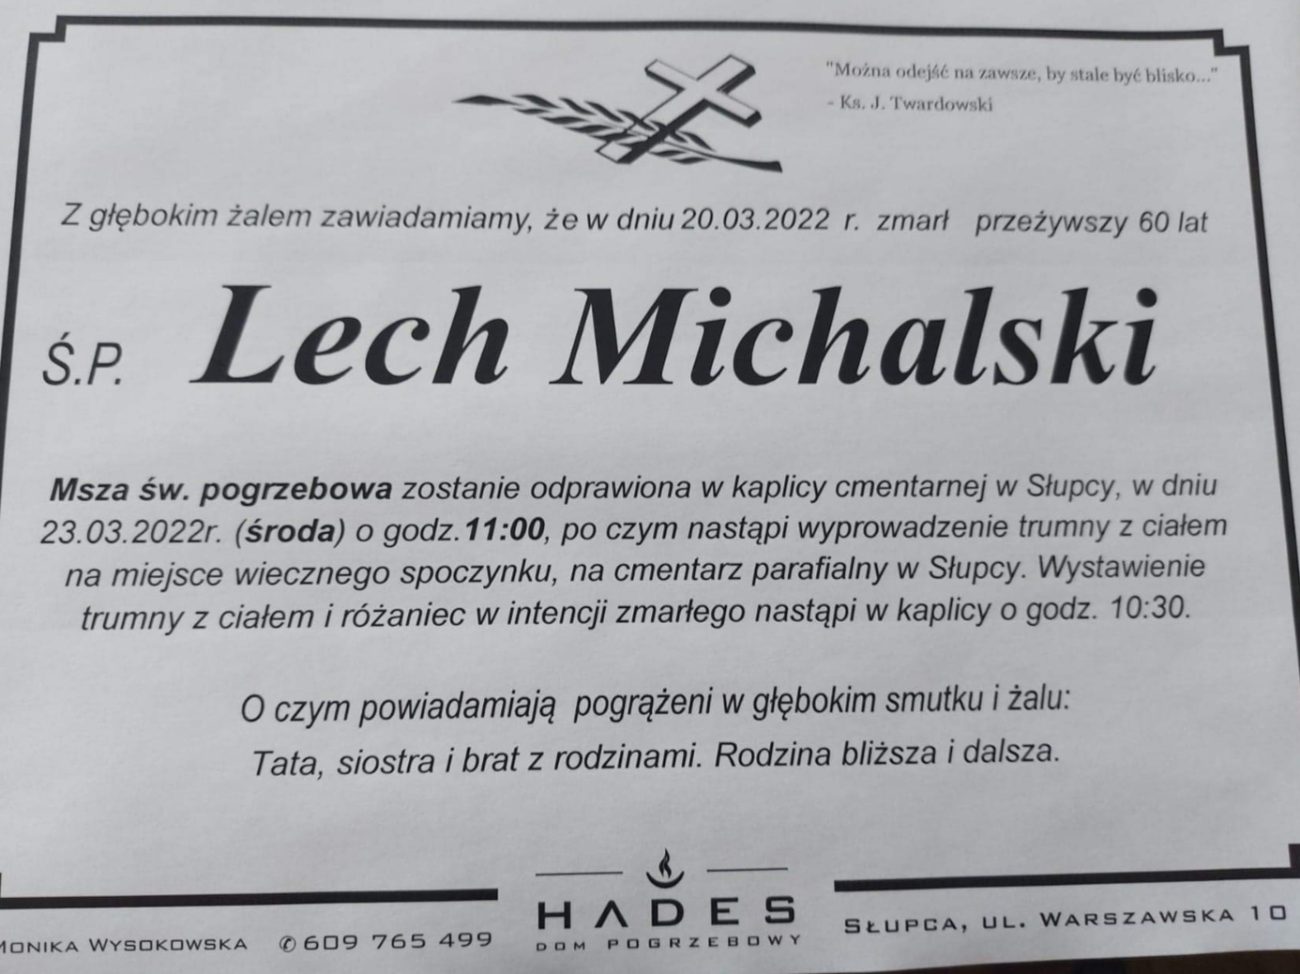 "Można odejść na zawsze, by stale być blisko..."
- Ks. J. Twardowski
Z głębokim żalem zawiadamiamy, że w dniu 20.03.2022 r. zmarł przeżywszy 60 lat
Ś.P. Lech Michalski
Msza św. pogrzebowa zostanie odprawiona w kaplicy cmentarnej w Słupcy, w dniu
23.03.2022r. (środa) o godz.11:00, po czym nastąpi wyprowadzenie trumny z ciałem
na miejsce wiecznego spoczynku, na cmentarz parafialny w Słupcy. Wystawienie
trumny z ciałem i różaniec w intencji zmarłego nastąpi w kaplicy o godz. 10:30.
O czym powiadamiają pogrążeni w głębokim smutku i żalu:
Tata, siostra i brat z rodzinami. Rodzina bliższa i dalsza.
Monika Wysokowska ✆ 609 765 499
HADES
DOM POGRZEBOWY
Słupca, ul. Warszawska 10